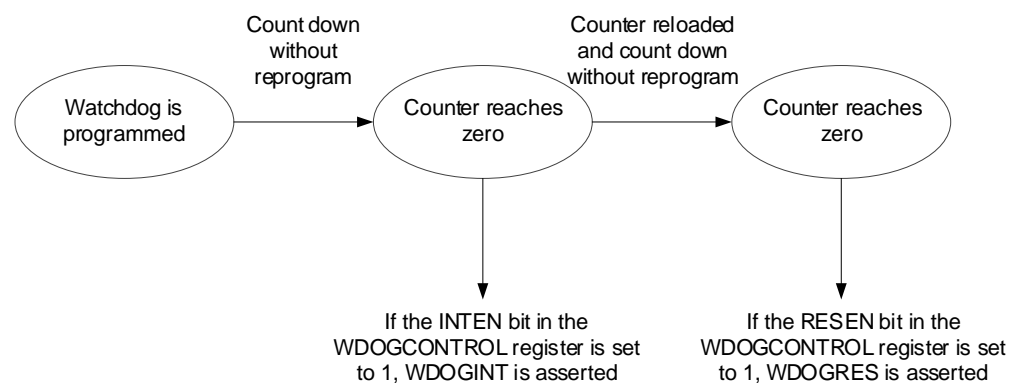 Count down
without
reprogram
Counter reloaded
and count down
without reprogram
Watchdog is
programmed
Counter reaches
zero
Counter reaches
zero
If the INTEN bit in the
WDOGCONTROL register is set
to 1, WDOGINT is asserted
If the RESEN bit in the
WDOGCONTROL register is set
to 1, WDOGRES is asserted